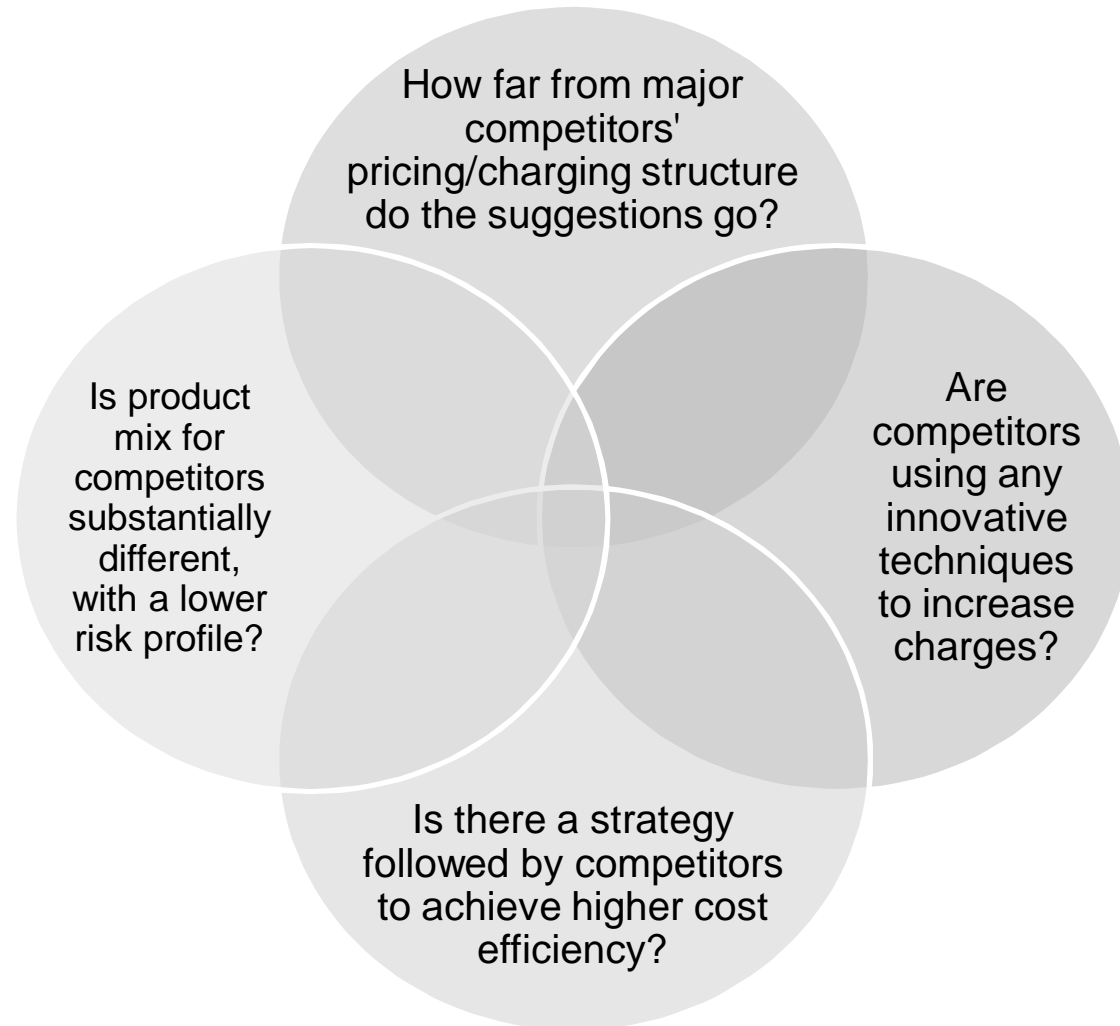 How far from major
competitors'
pricing/charging structure
do the suggestions go?
Is product
mix for
competitors
substantially
different,
with a lower
risk profile?
Are
competitors
using any
innovative
techniques
to increase
charges?
Is there a strategy
followed by competitors
to achieve higher cost
efficiency?